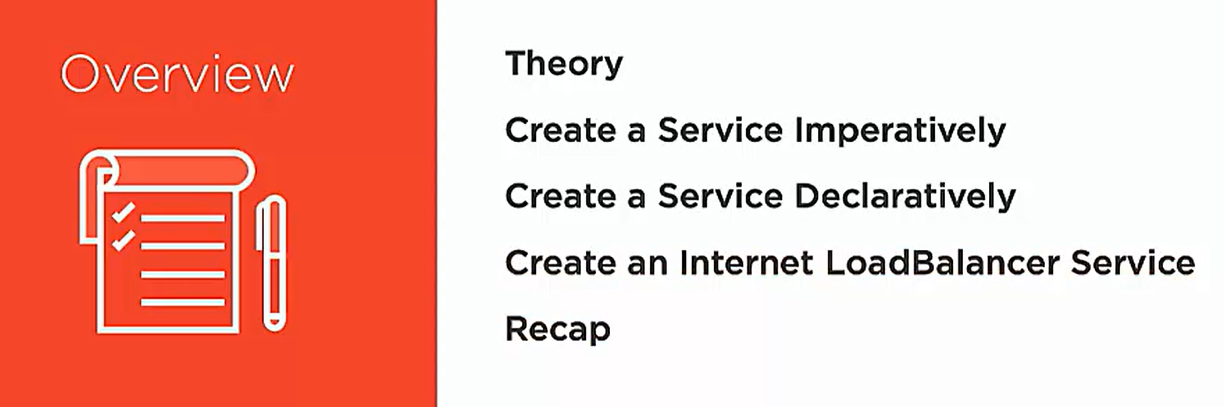 Overview
Theory
Create a Service Imperatively
Create a Service Declaratively
Create an Internet LoadBalancer Service
Recap